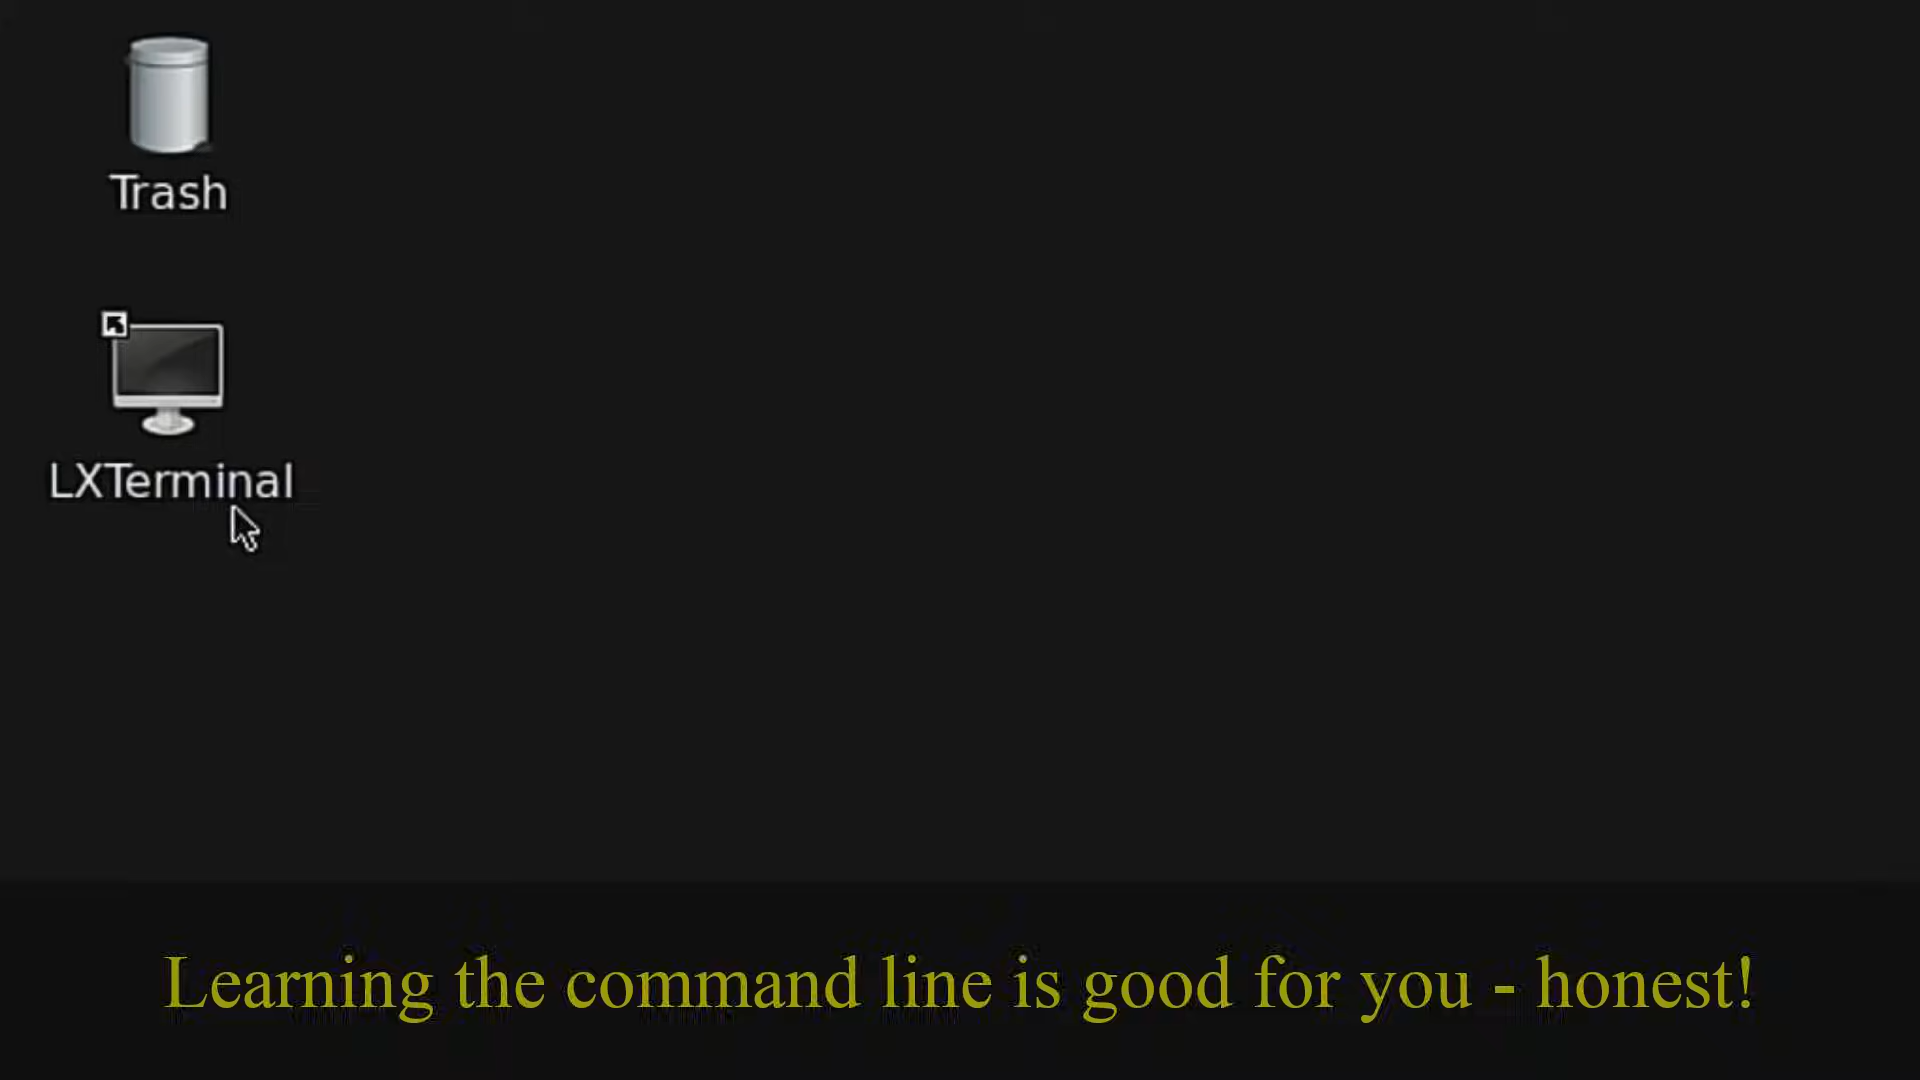 Trash
LXTerminal
Learning the command line is good for you - honest!